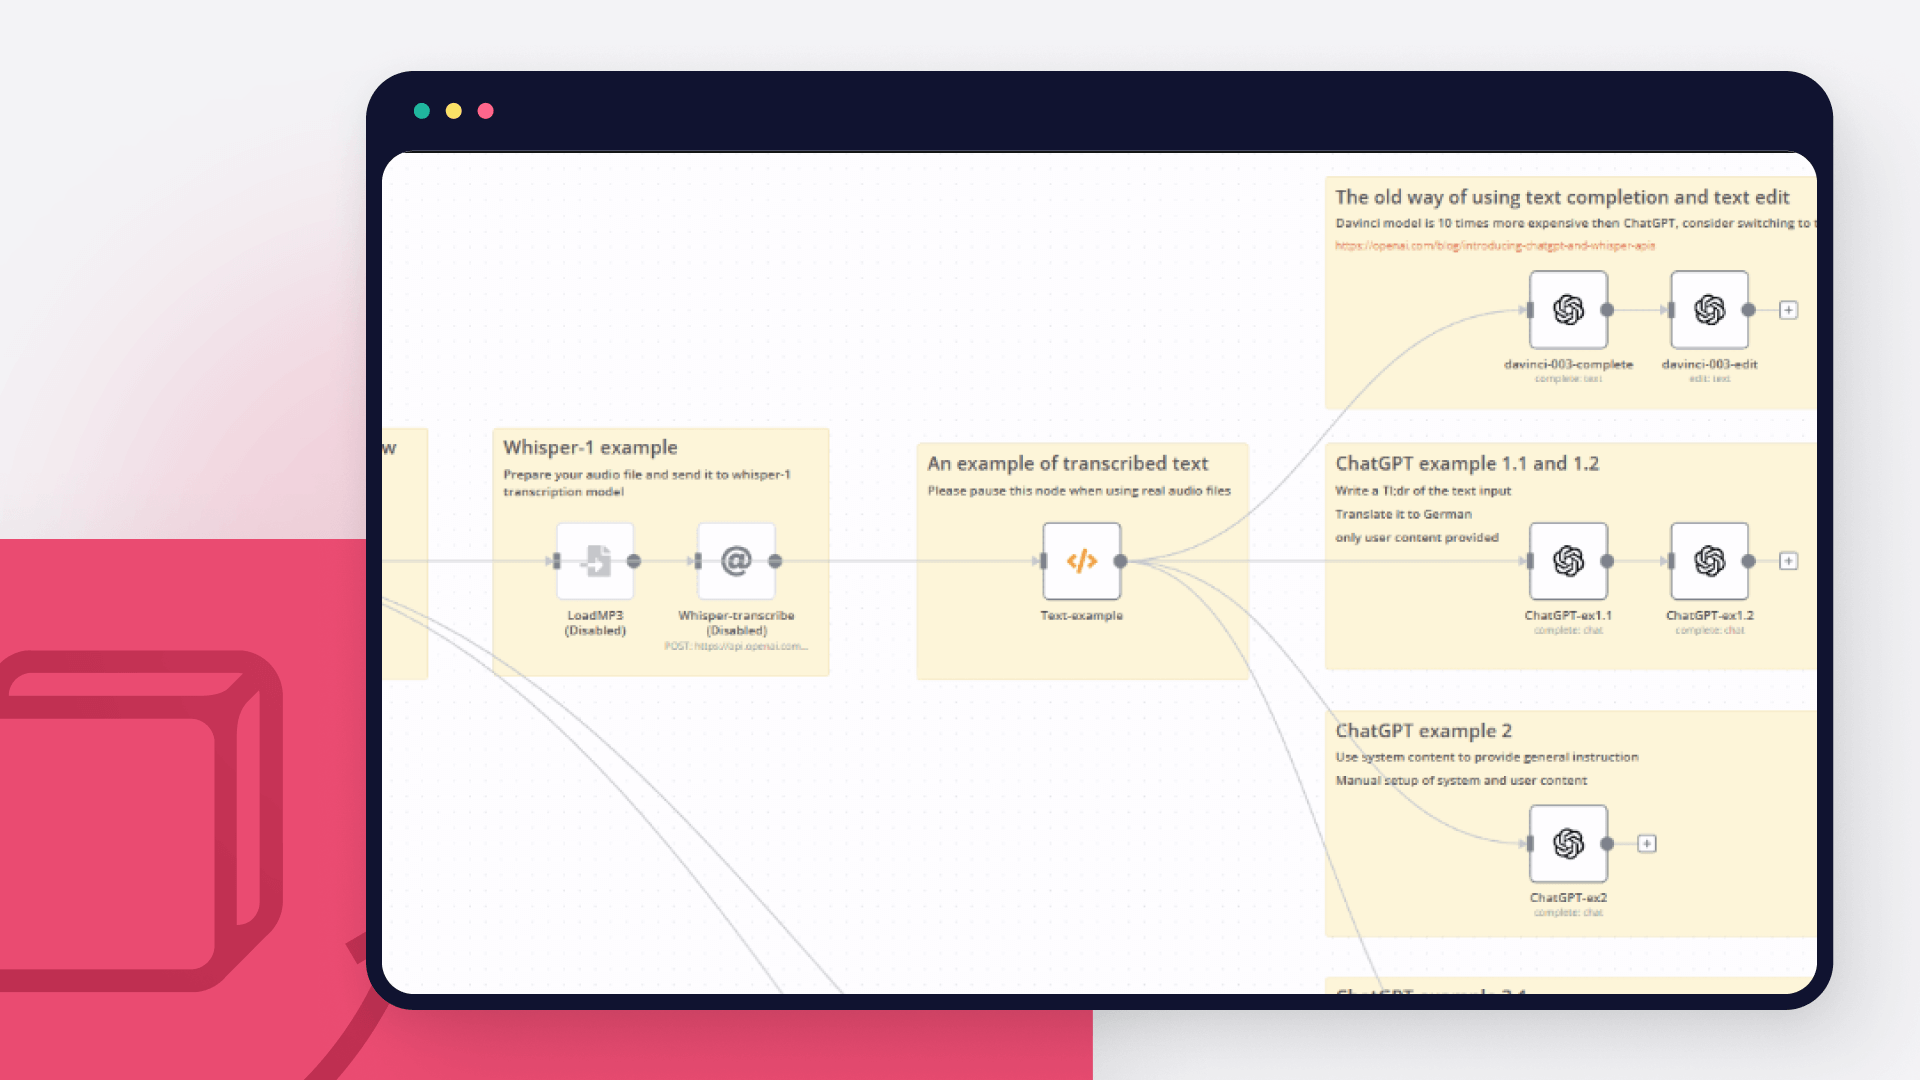 w
Whisper-1 example
Prepare your audio file and send it to whisper-1
transcription model
LoadMP3
(Disabled)
Whisper-transcribe
(Disabled)
POST: https://api.openai.com...
An example of transcribed text
Please pause this node when using real audio files
Text-example
The old way of using text completion and text edit
Davinci model is 10 times more expensive then ChatGPT, consider switching to
https://openai.com/blog/introducing-chatgpt-and-whisper-apis
davinci-003-complete
complete: text
davinci-003-edit
edit: text
ChatGPT example 1.1 and 1.2
Write a Tl;dr of the text input
Translate it to German
only user content provided
ChatGPT-ex1.1
complete: chat
ChatGPT-ex1.2
complete: chat
ChatGPT example 2
Use system content to provide general instruction
Manual setup of system and user content
ChatGPT-ex2
complete: chat
ChatGPT example